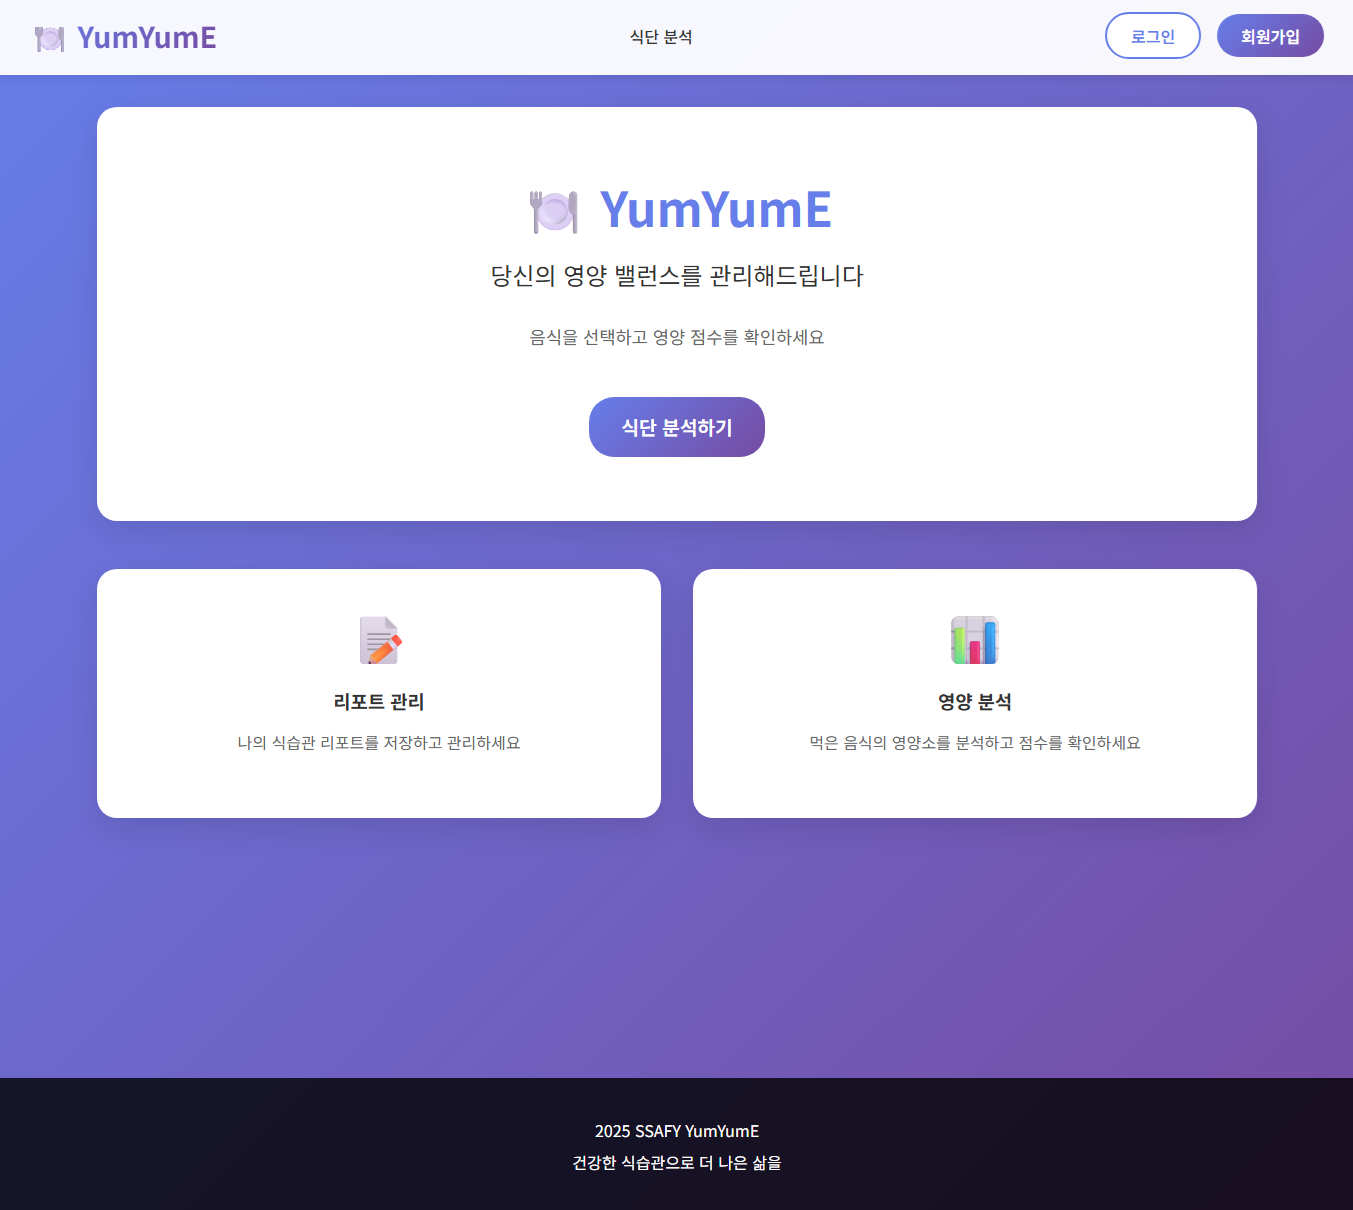 YumYumE
식단 분석
로그인
회원가입
YumYumE
당신의 영양 밸런스를 관리해드립니다
음식을 선택하고 영양 점수를 확인하세요
식단 분석하기
리포트 관리
나의 식습관 리포트를 저장하고 관리하세요
영양 분석
먹은 음식의 영양소를 분석하고 점수를 확인하세요
2025 SSAFY YumYumE
건강한 식습관으로 더 나은 삶을